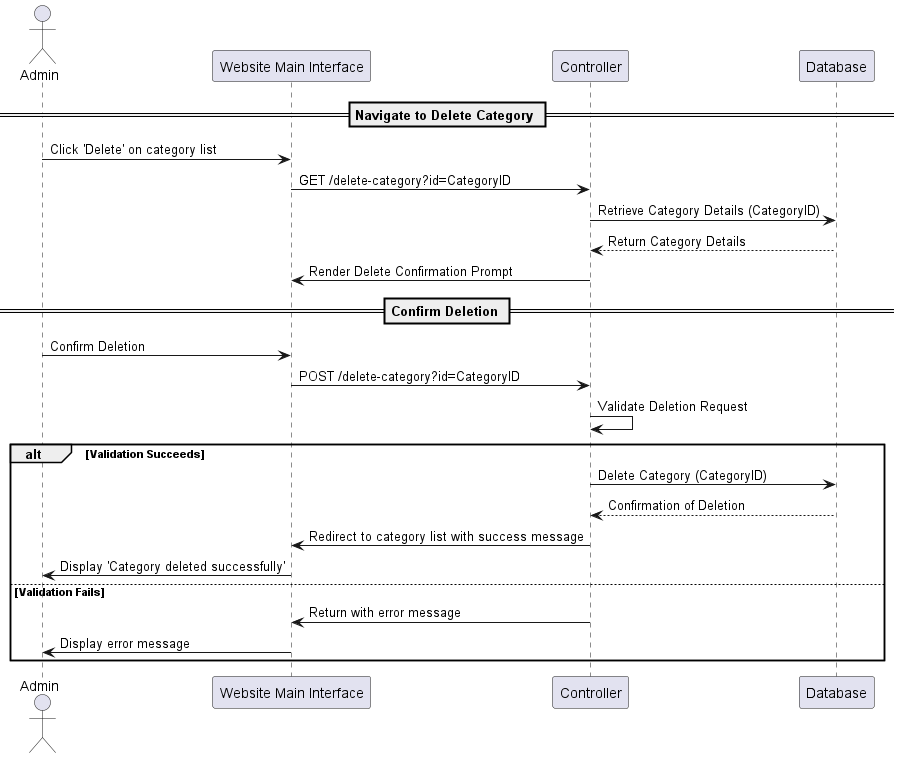 Admin
Website Main Interface
Controller
Database
Navigate to Delete Category
Click 'Delete' on category list
GET /delete-category?id=CategoryID
Retrieve Category Details (CategoryID)
Return Category Details
Render Delete Confirmation Prompt
Confirm Deletion
Confirm Deletion
POST /delete-category?id=CategoryID
Validate Deletion Request
alt
[Validation Succeeds]
Delete Category (CategoryID)
Confirmation of Deletion
Redirect to category list with success message
Display 'Category deleted successfully'
[Validation Fails]
Return with error message
Display error message
Admin
Website Main Interface
Controller
Database